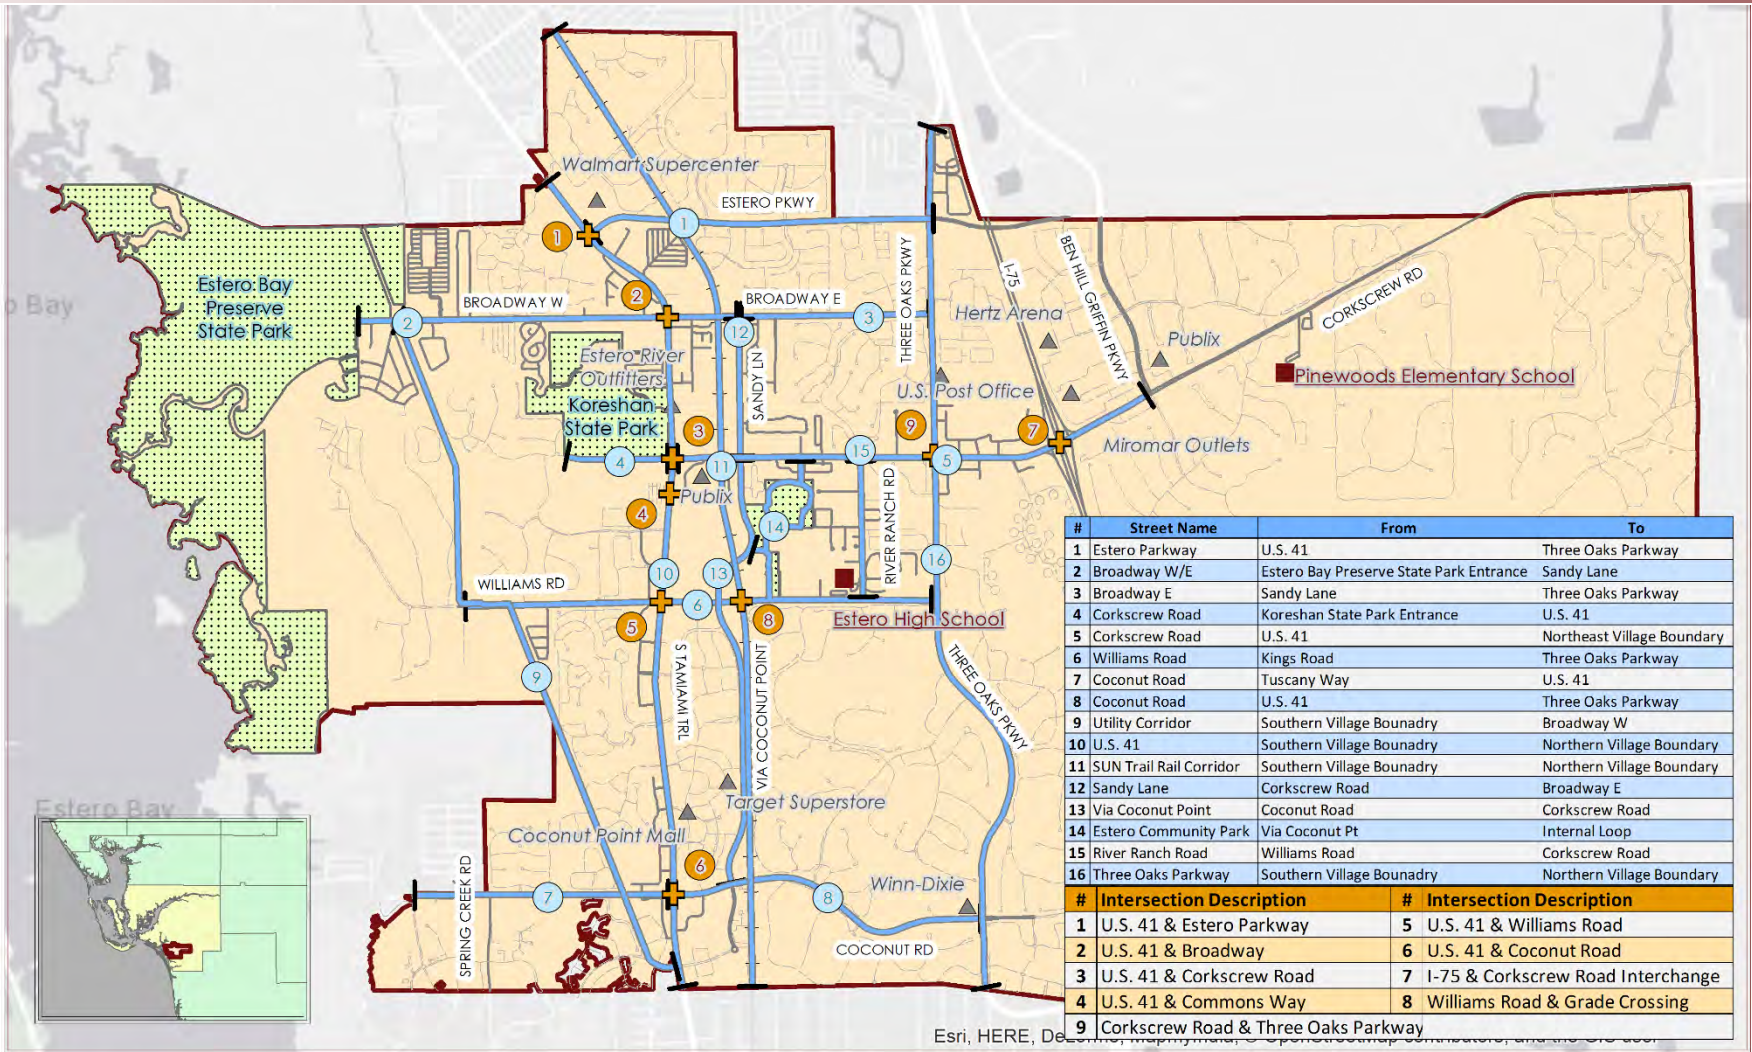 Walmart Supercenter
ESTERO PKWY
1
1
Estero Bay
Preserve
State Park
BROADWAY W
2
BROADWAY E
THREE OAKS PKWY
I-75
BEN HILL GRIFFIN PKWY
CORKSCREW RD
o Bay
2
12
3
Hertz Arena
Publix
Estero River
Outfitters
SANDY LN
U.S. Post Office
Pinewoods Elementary School
Koreshan
State Park
3
9
7
Miromar Outlets
4
11
15
5
Publix
RIVER RANCH RD
4
14
WILLIAMS RD
10
13
16
6
5
8
Estero High School
9
S TAMIAMI TRL
VIA COCONUT POINT
THREE OAKS PKWY
Target Superstore
Estero Bay
Coconut Point Mall
6
SPRING CREEK RD
7
8
Winn-Dixie
COCONUT RD
# Street Name From To
1 Estero Parkway U.S. 41 Three Oaks Parkway
2 Broadway W/E Estero Bay Preserve State Park Entrance Sandy Lane
3 Broadway E Sandy Lane Three Oaks Parkway
4 Corkscrew Road Koreshan State Park Entrance U.S. 41
5 Corkscrew Road U.S. 41 Northeast Village Boundary
6 Williams Road Kings Road Three Oaks Parkway
7 Coconut Road Tuscany Way U.S. 41
8 Coconut Road U.S. 41 Three Oaks Parkway
9 Utility Corridor Southern Village Bounadry Broadway W
10 U.S. 41 Southern Village Bounadry Northern Village Boundary
11 SUN Trail Rail Corridor Southern Village Bounadry Northern Village Boundary
12 Sandy Lane Corkscrew Road Broadway E
13 Via Coconut Point Coconut Road Corkscrew Road
14 Estero Community Park Via Coconut Pt Internal Loop
15 River Ranch Road Williams Road Corkscrew Road
16 Three Oaks Parkway Southern Village Bounadry Northern Village Boundary
# Intersection Description # Intersection Description
1 U.S. 41 & Estero Parkway 5 U.S. 41 & Williams Road
2 U.S. 41 & Broadway 6 U.S. 41 & Coconut Road
3 U.S. 41 & Corkscrew Road 7 I-75 & Corkscrew Road Interchange
4 U.S. 41 & Commons Way 8 Williams Road & Grade Crossing
9 Corkscrew Road & Three Oaks Parkway
Esri, HERE,